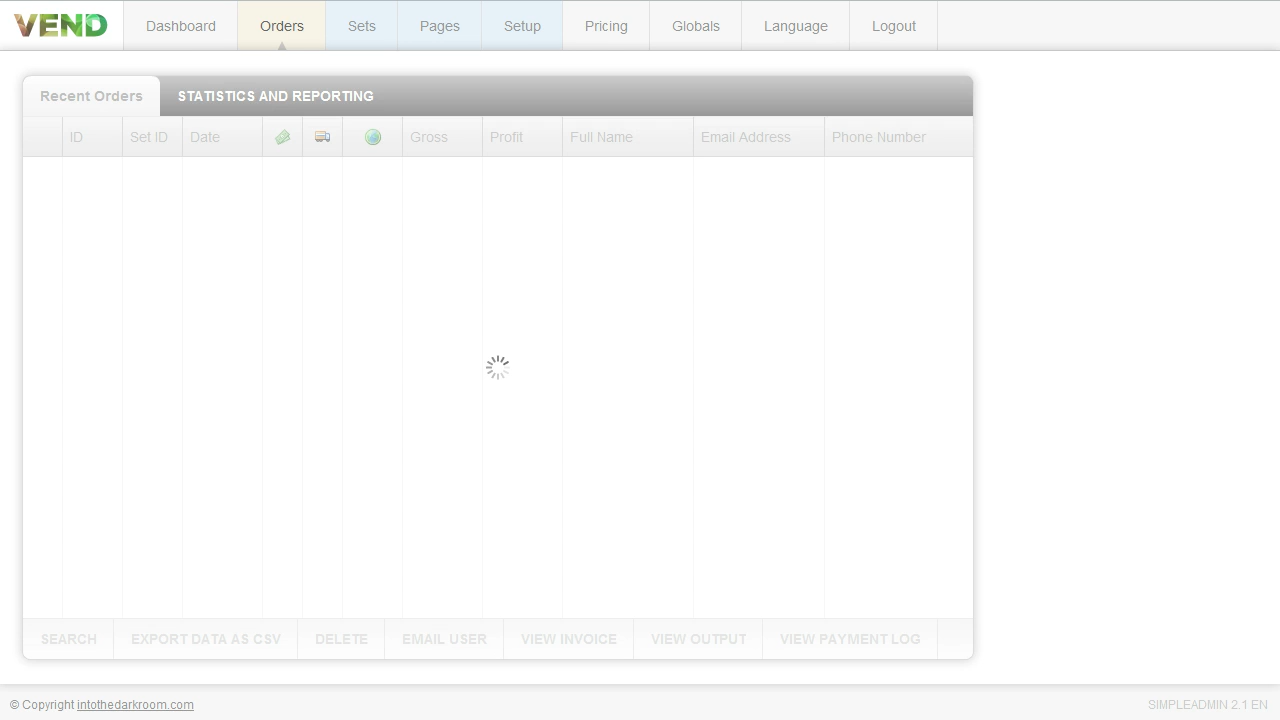 VEND Dashboard Orders Sets Pages Setup Pricing Globals Language Logout
Recent Orders STATISTICS AND REPORTING
ID Set ID Date Gross Profit Full Name Email Address Phone Number
SEARCH EXPORT DATA AS CSV DELETE EMAIL USER VIEW INVOICE VIEW OUTPUT VIEW PAYMENT LOG
© Copyright intothedarkroom.com SIMPLEADMIN 2.1 EN